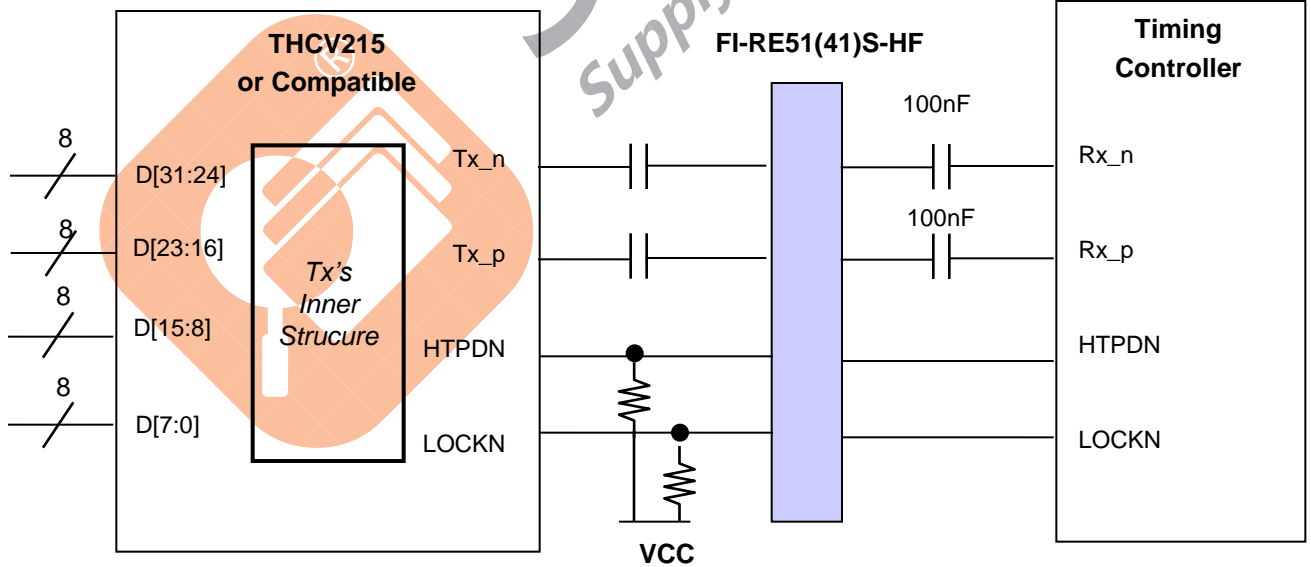 THCV215
or Compatible
®
Supply
FI-RE51(41)S-HF
Timing
Controller
8
D[31:24]
8
D[23:16]
8
D[15:8]
8
D[7:0]
Tx's
Inner
Strucure
Tx_n
Tx_p
HTPDN
LOCKN
100nF
100nF
VCC
Rx_n
Rx_p
HTPDN
LOCKN